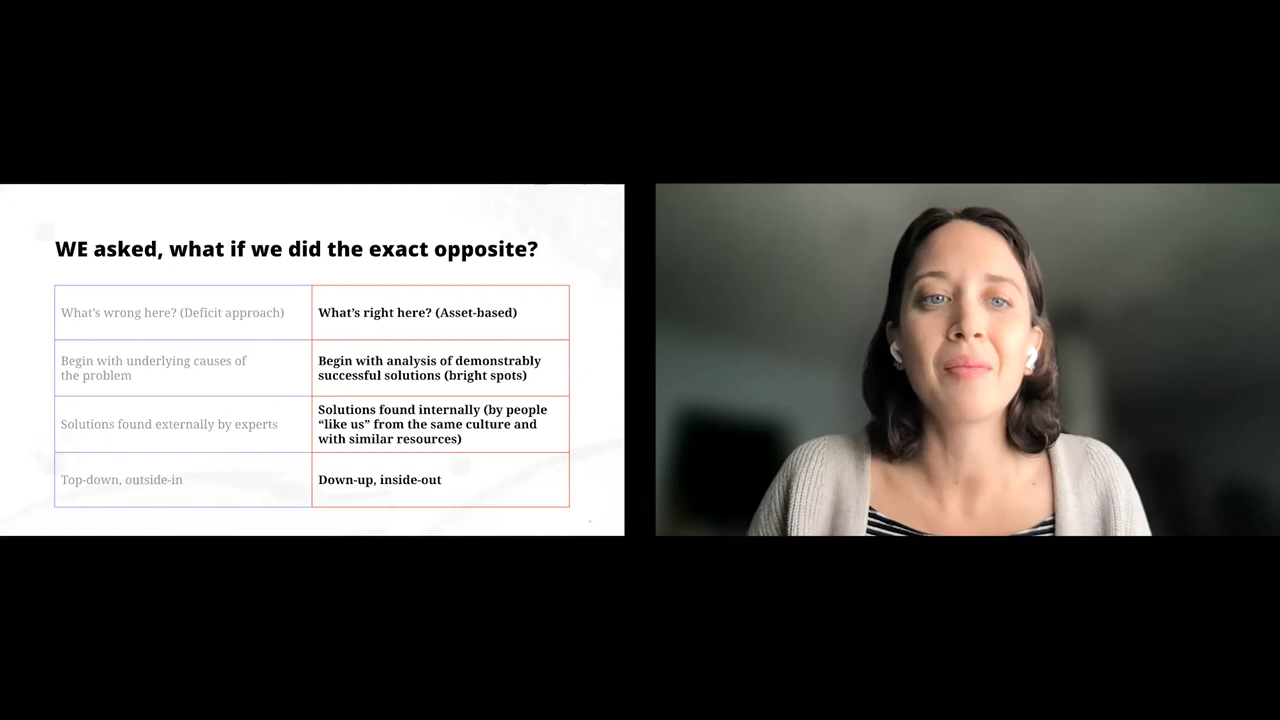 WE asked, what if we did the exact opposite?
What's wrong here? (Deficit approach)
What's right here? (Asset-based)
Begin with underlying causes of
the problem
Begin with analysis of demonstrably
successful solutions (bright spots)
Solutions found externally by experts
Solutions found internally (by people
“like us” from the same culture and
with similar resources)
Top-down, outside-in
Down-up, inside-out